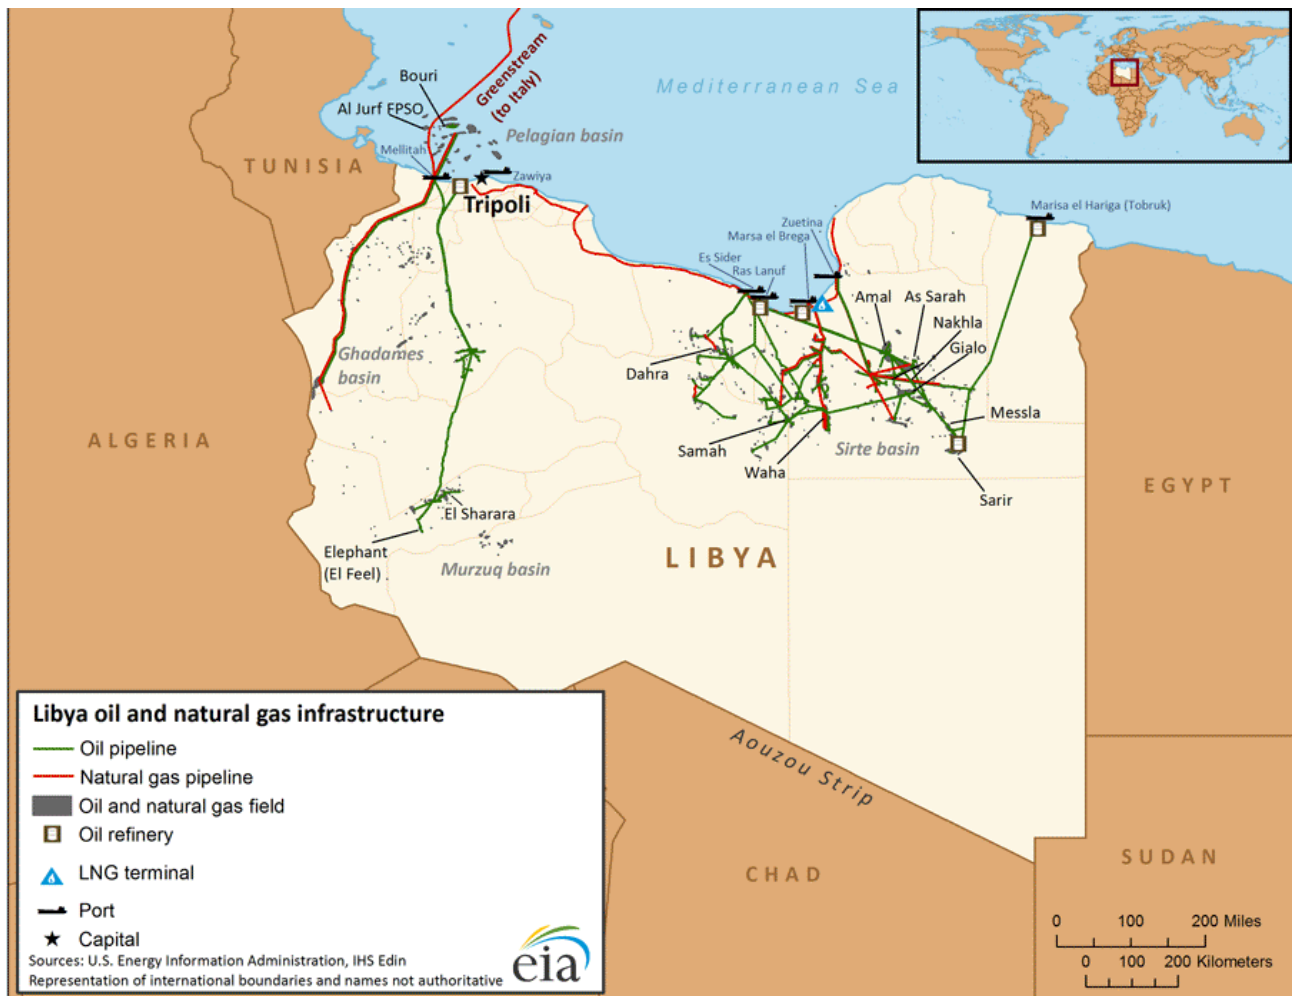 Mediterranean Sea
Greenstream
(to Italy)
Bouri
Al Jurf FPSO
Pelagian basin
Mellitah
Zawiya
Tripoli
TUNISIA
Zuetina
Marsa el Brega
Es Sider
Ras Lanuf
Marisa el Hariga (Tobruk)
Amal
As Sarah
Nakhla
Gialo
Ghadames
basin
Dahra
Messla
ALGERIA
Samah
Waha
Sirte basin
Sarir
EGYPT
El Sharara
Elephant
(El Feel)
Murzuq basin
LIBYA
Aouzou Strip
CHAD
SUDAN
Libya oil and natural gas infrastructure
Oil pipeline
Natural gas pipeline
Oil and natural gas field
Oil refinery
LNG terminal
Port
Capital
Sources: U.S. Energy Information Administration, IHS Edin
Representation of international boundaries and names not authoritative
eia
0 100 200 Miles
0 100 200 Kilometers